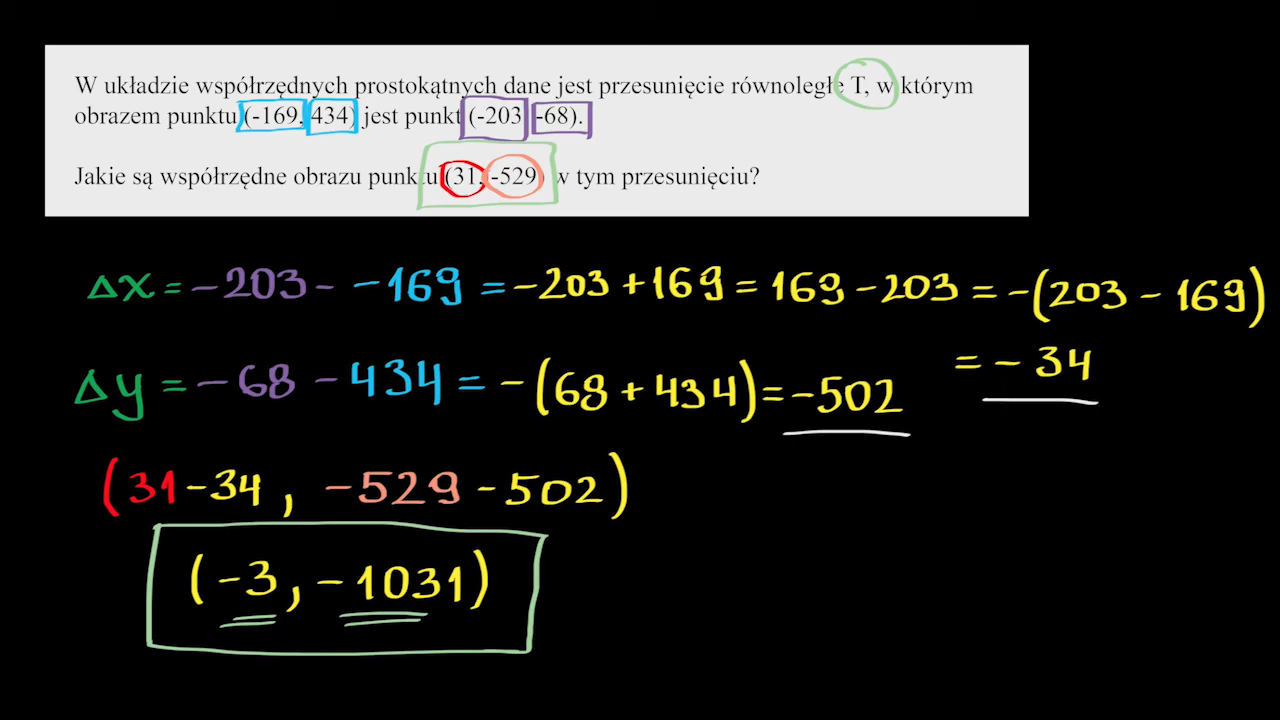 W układzie współrzędnych prostokątnych dane jest przesunięcie równoległe T, w którym
obrazem punktu (-169, 434) jest punkt (-203, -68).
Jakie są współrzędne obrazu punktu (31, -529) w tym przesunięciu?
Δx = -203 - -169 = -203 + 169 = 169 - 203 = -(203 - 169)
= -34
Δy = -68 - 434 = -(68 + 434) = -502
(31-34, -529 - 502)
(-3, -1031)